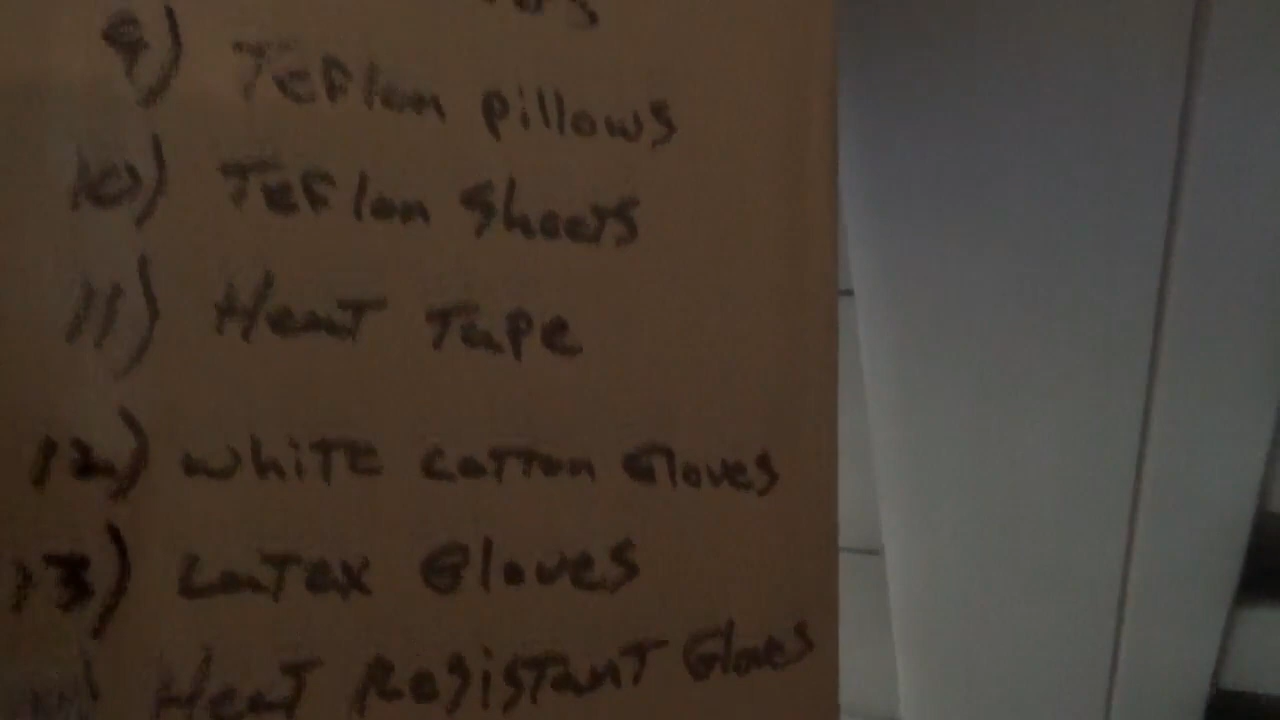 9) Teflon pillows
10) Teflon Sheets
11) Heat Tape
12) white cotton Gloves
13) Latex Gloves
Heat Resistant Gloves